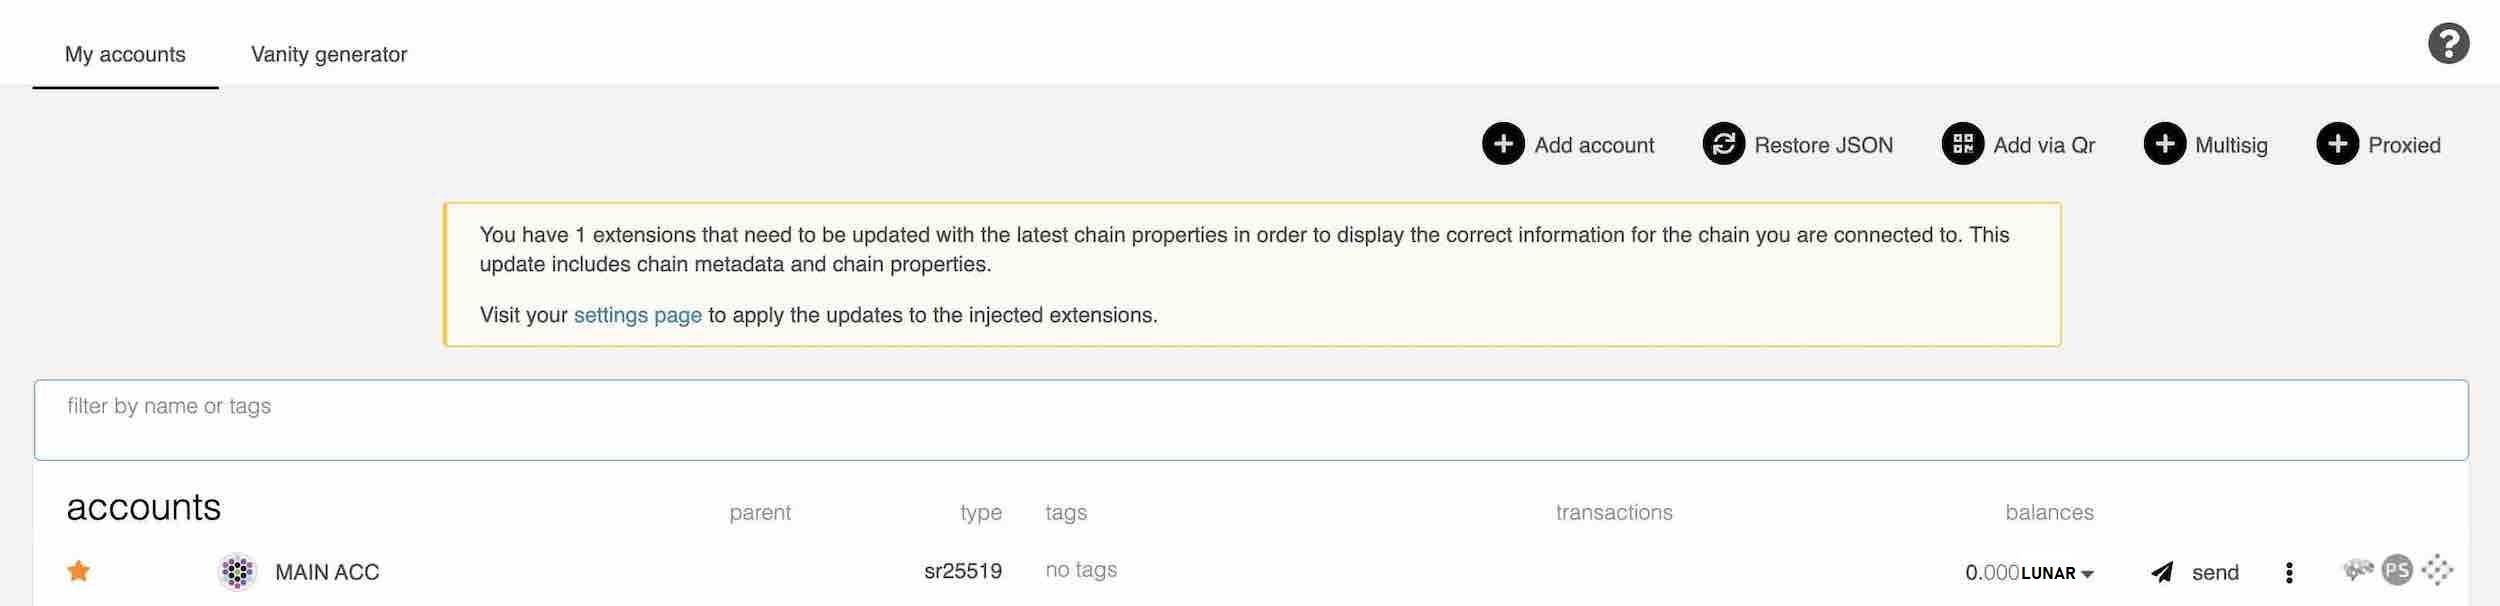 My accounts Vanity generator
Add account Restore JSON Add via Qr Multisig Proxied
You have 1 extensions that need to be updated with the latest chain properties in order to display the correct information for the chain you are connected to. This
update includes chain metadata and chain properties.
Visit your settings page to apply the updates to the injected extensions.
filter by name or tags
accounts parent type tags transactions balances
MAIN ACC sr25519 no tags 0.000LUNAR send PS